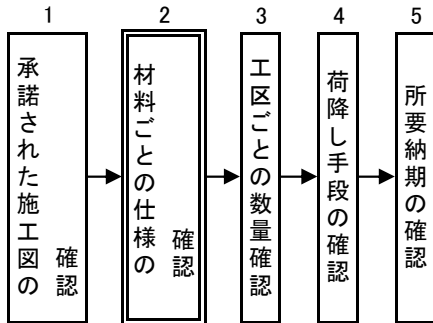 1
承諾された施工図の
確認
2
材料ごとの仕様の
確認
3
工区ごとの数量確認
4
荷降し手段の確認
5
所要納期の確認